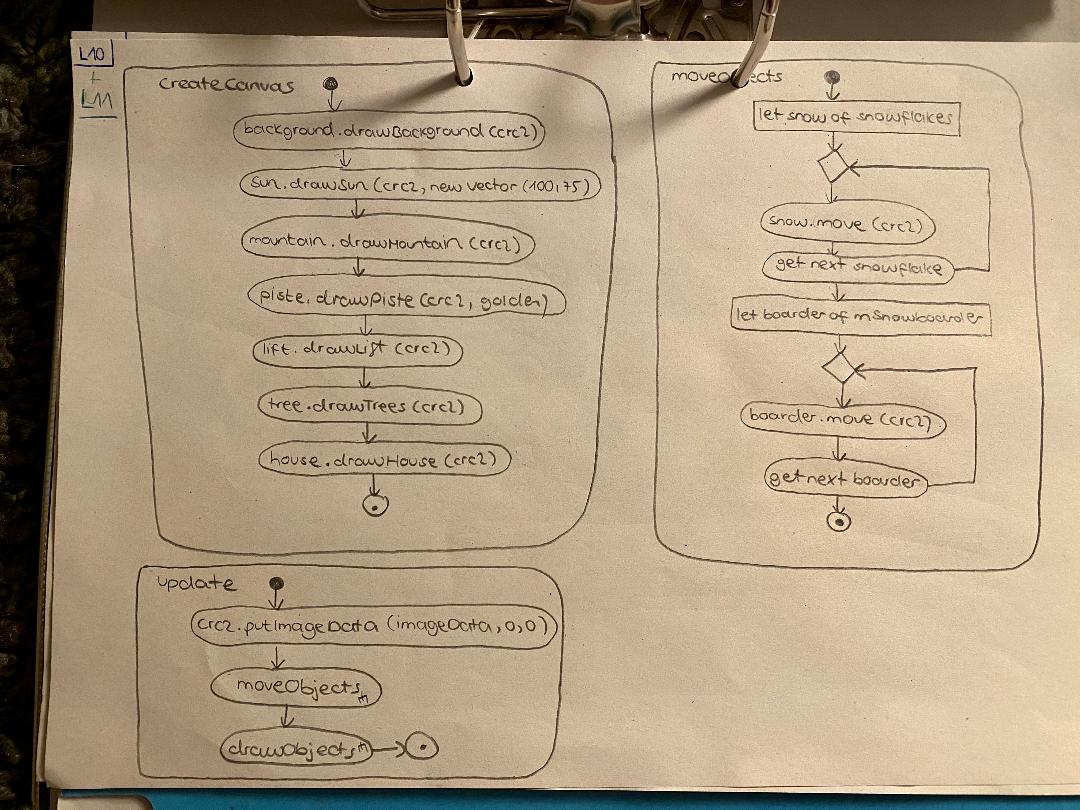 L10
+
L11
createCanvas
background.drawBackground (crc2)
sun.drawSun (crc2, new vector (100,75)
mountain.drawMountain (crc2)
piste.drawPiste (crc2, golden)
lift.drawLift (crc2)
tree.drawTrees (crc2)
house.drawHouse (crc2)
update
crc2.putImageData (imageData,0,0)
moveObjects
drawObjects
let snow of snowflakes
snow.move (crc2)
get next snowflake
let boarder of mSnowboarder
boarder.move (crc2)
get next boarder